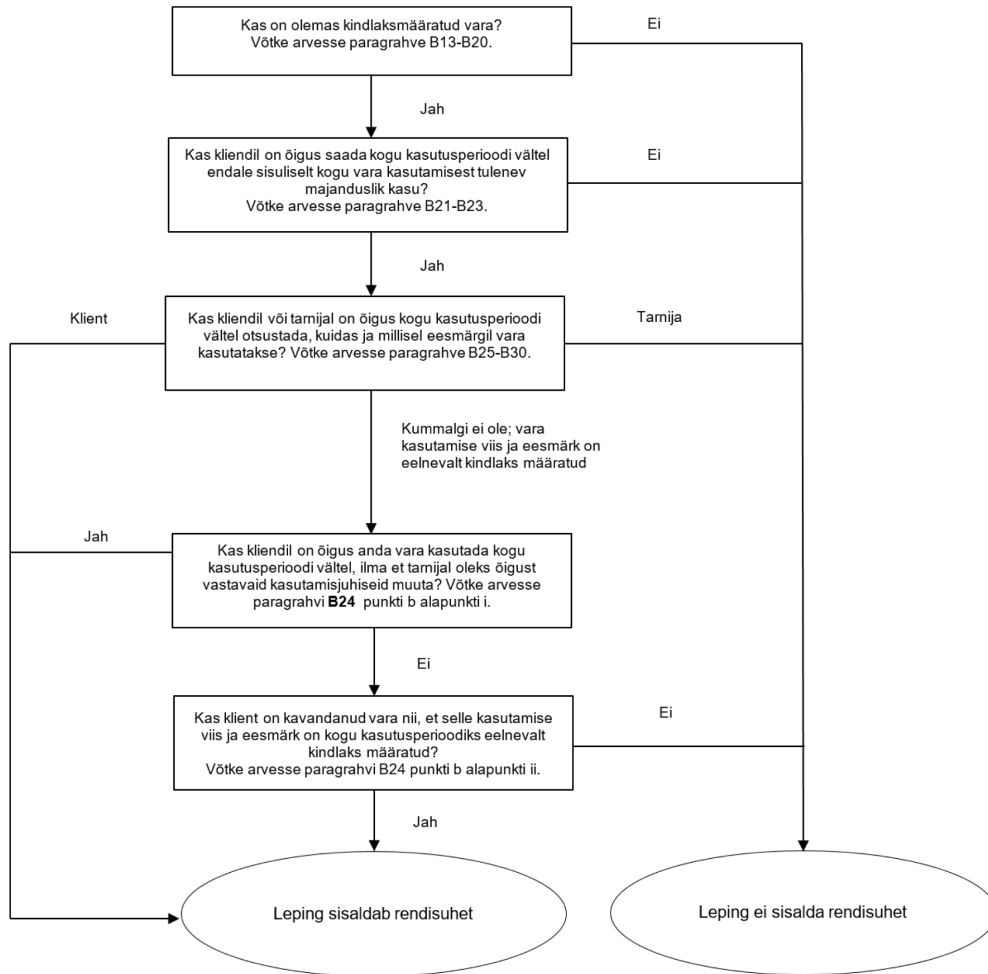 Kas on olemas kindlaksmääratud vara?
Võtke arvesse paragrahve B13-B20.
Ei
Jah
Kas kliendil on õigus saada kogu kasutusperioodi vältel
endale sisuliselt kogu vara kasutamisest tulenev
majanduslik kasu?
Võtke arvesse paragrahve B21-B23.
Ei
Jah
Klient
Kas kliendil või tarnijal on õigus kogu kasutusperioodi
vältel otsustada, kuidas ja millisel eesmärgil vara
kasutatakse? Võtke arvesse paragrahve B25-B30.
Tarnija
Kummalgi ei ole; vara
kasutamise viis ja eesmärk on
eelnevalt kindlaks määratud
Jah
Kas kliendil on õigus anda vara kasutada kogu
kasutusperioodi vältel, ilma et tarnijal oleks õigust
vastavaid kasutamisjuhiseid muuta? Võtke arvesse
paragrahvi B24 punkti b alapunkti i.
Ei
Kas klient on kavandanud vara nii, et selle kasutamise
viis ja eesmärk on kogu kasutusperioodiks eelnevalt
kindlaks määratud?
Võtke arvesse paragrahvi B24 punkti b alapunkti ii.
Ei
Jah
Leping sisaldab rendisuhet
Leping ei sisalda rendisuhet